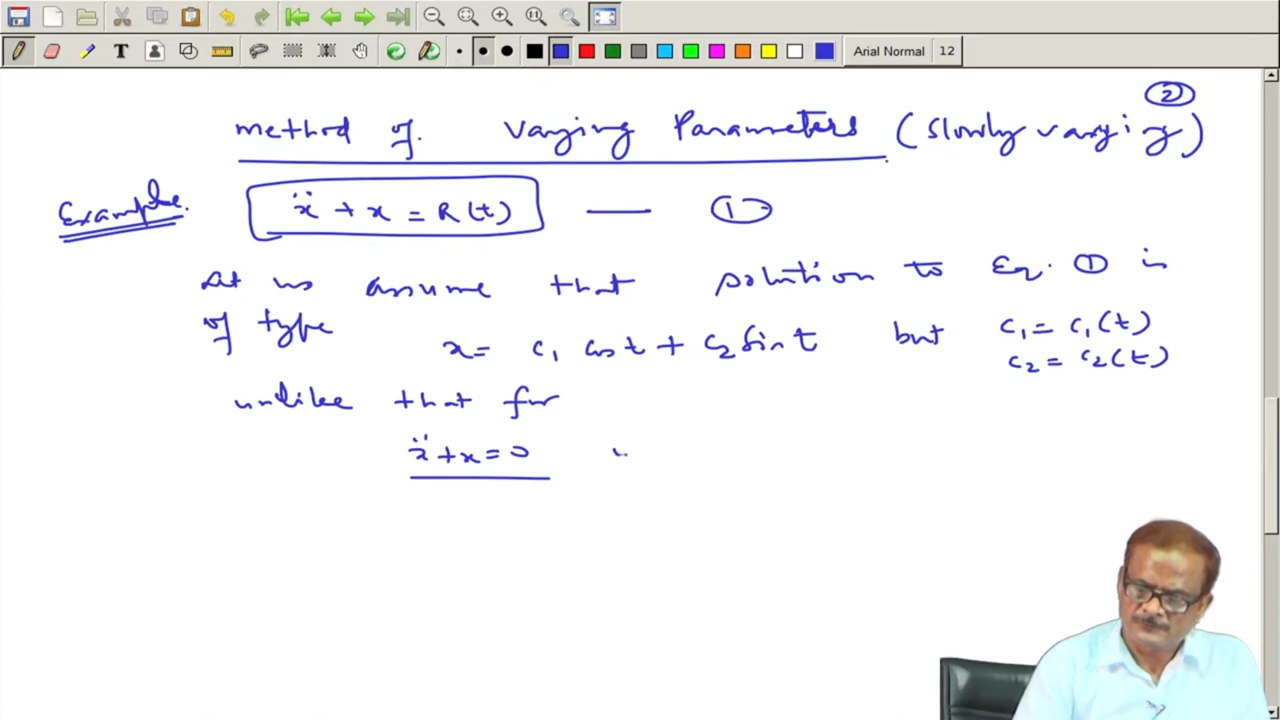 Arial Normal 12
②
method of. Varying Parameters (slowly varying)
Example. ẍ + x = R(t) — ①
Let us assume that solution to Eq. ① is
of type
x = c₁ cos t + c₂ sin t but c₁ = c₁(t)
c₂ = c₂(t)
unlike that for
ẍ + x = 0